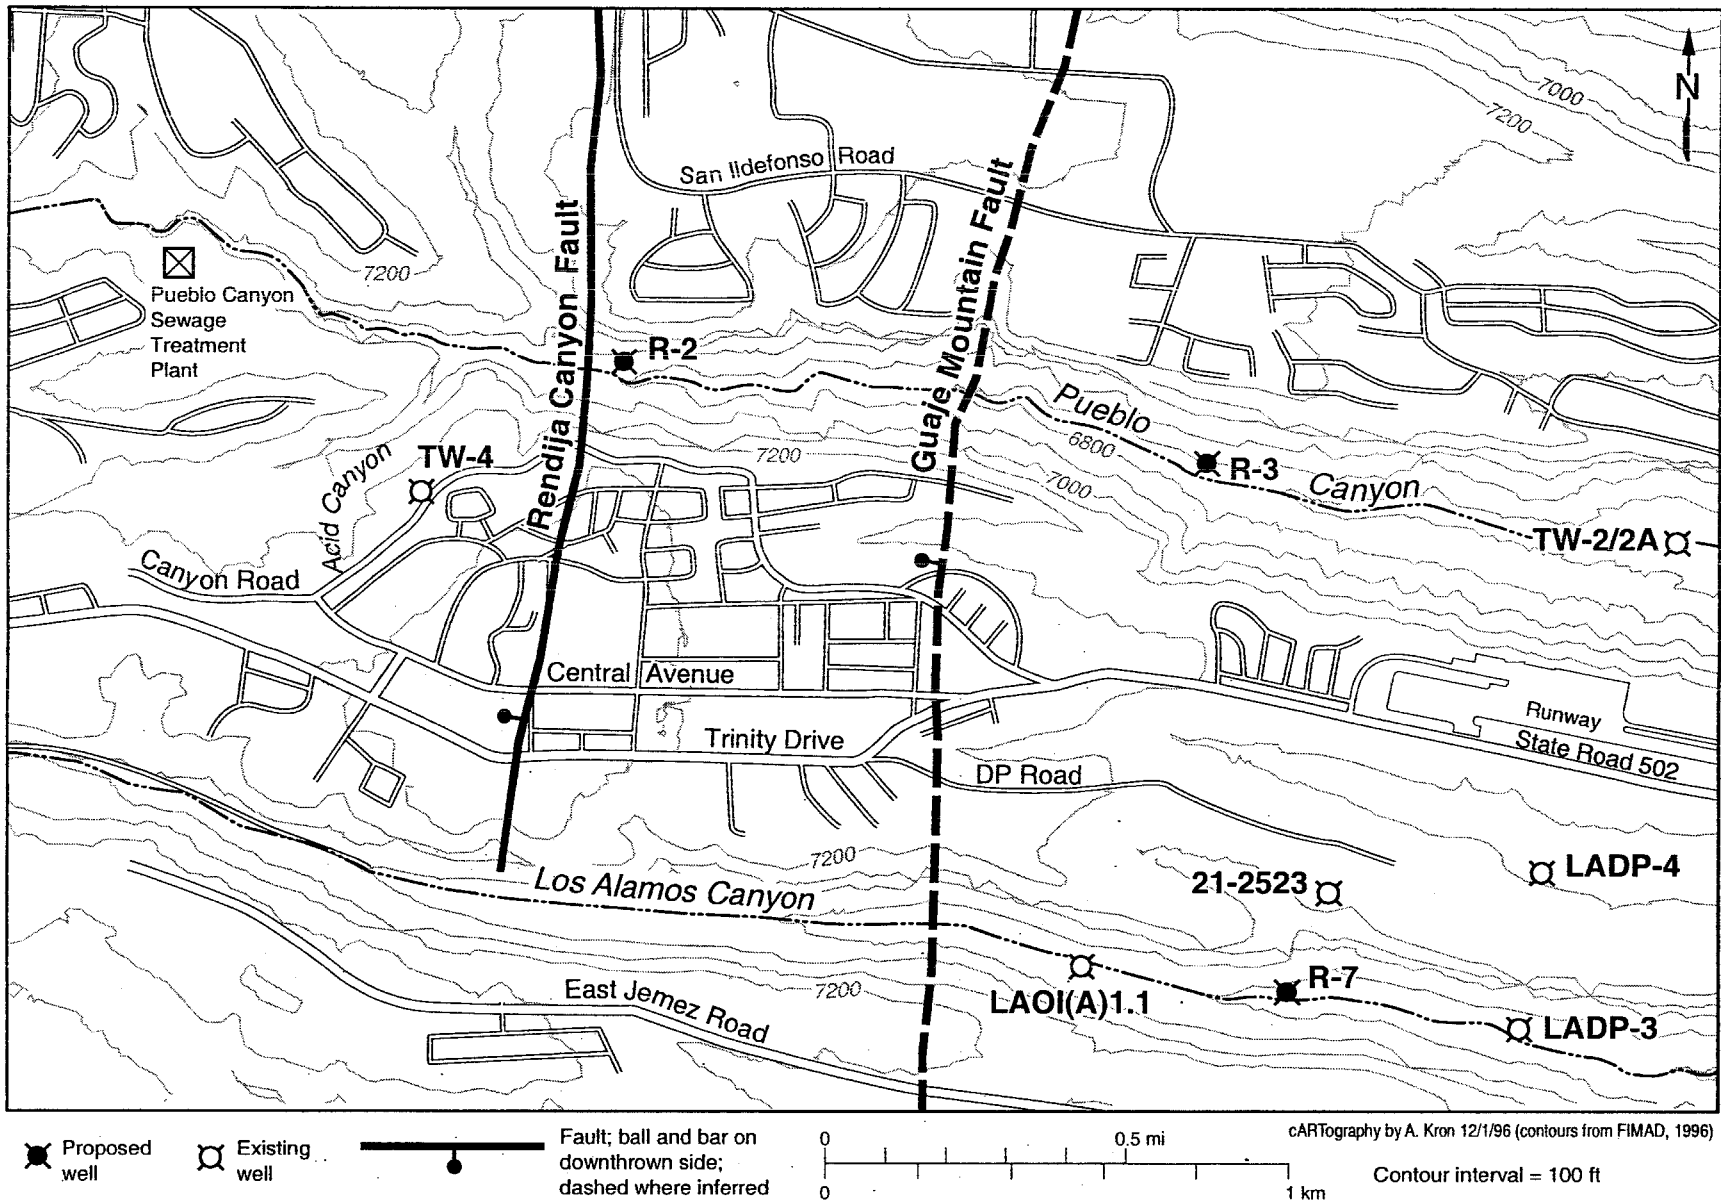 7000
7200
N
San Ildefonso Road
Rendija Canyon Fault
Guaje Mountain Fault
7200
Pueblo Canyon
Sewage
Treatment
Plant
R-2
Pueblo
Canyon
6800
7200
7000
R-3
TW-4
Acid Canyon
TW-2/2A
Canyon Road
Central Avenue
Trinity Drive
DP Road
Runway
State Road 502
7200
Los Alamos Canyon
21-2523
LADP-4
7200
LAOI(A)1.1
R-7
LADP-3
East Jemez Road
Proposed
well
Existing
well
Fault; ball and bar on
downthrown side;
dashed where inferred
0 0.5 mi
0 1 km
cARTography by A. Kron 12/1/96 (contours from FIMAD, 1996)
Contour interval = 100 ft